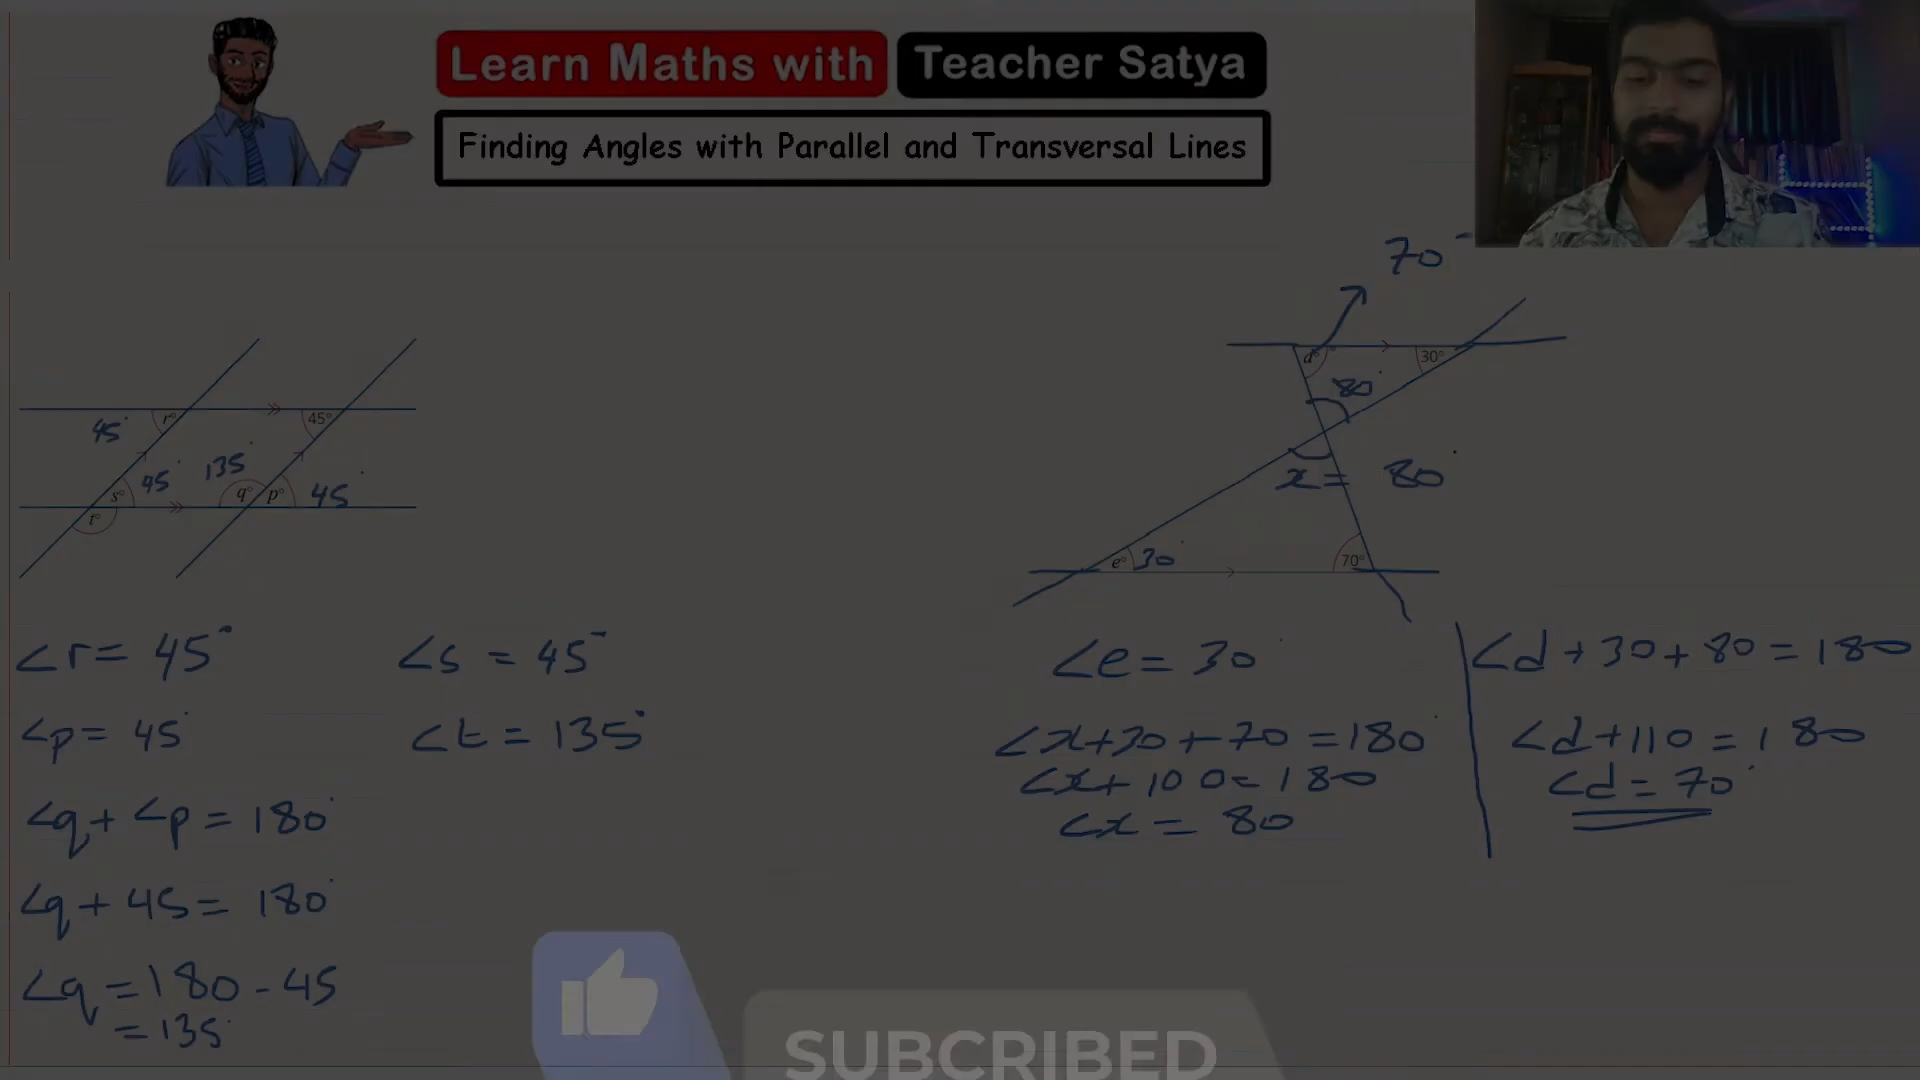 Learn Maths with Teacher Satya
Finding Angles with Parallel and Transversal Lines
70°
d° 30°
80°
45° r° 45°
135°
s° 45° q° p° 45°
t°
x = 80°
e° 30° 70°
∠r = 45°
∠s = 45°
∠p = 45°
∠t = 135°
∠q + ∠p = 180°
∠q + 45 = 180°
∠q = 180 - 45
= 135°
∠e = 30°
∠x + 30 + 70 = 180°
∠x + 100 = 180
∠x = 80
∠d + 30 + 80 = 180
∠d + 110 = 180
∠d = 70°
SUBCRIBED